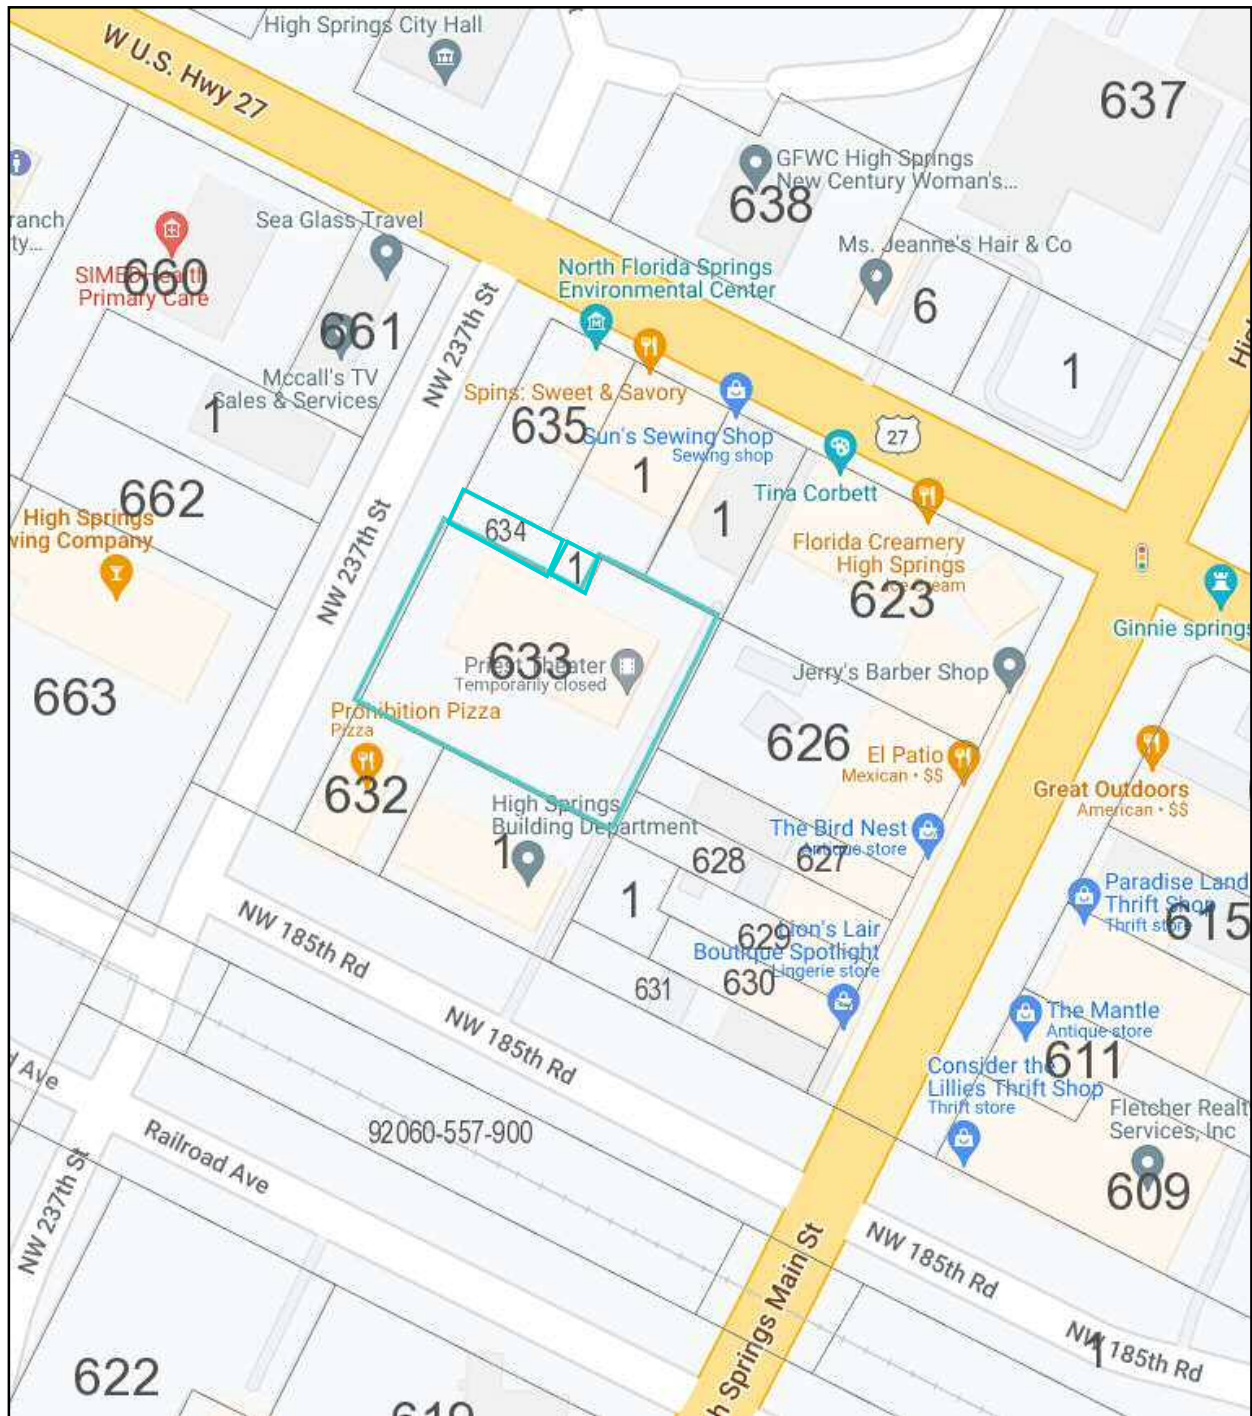 High Springs City Hall
W U.S. Hwy 27
637
GFWC High Springs
New Century Woman's...
638
ranch
ty...
Sea Glass Travel
SIMEDHealth
Primary Care
660
Ms. Jeanne's Hair & Co
North Florida Springs
Environmental Center
6
661
NW 237th St
Mccall's TV
Sales & Services
1
1
Spins: Sweet & Savory
635
Sun's Sewing Shop
Sewing shop
27
1
Tina Corbett
1
662
High Springs
wing Company
NW 237th St
634
1
Florida Creamery
High Springs
Ice cream
623
Ginnie springs
633
Priest Theater
Temporarily closed
Jerry's Barber Shop
663
Prohibition Pizza
Pizza
632
626
El Patio
Mexican • $$
Great Outdoors
American • $$
High Springs
Building Department
1
The Bird Nest
Antique store
628
627
1
Paradise Land
Thrift Shop
Thrift store
615
NW 185th Rd
629
Lion's Lair
Boutique Spotlight
Lingerie store
630
631
NW 185th Rd
The Mantle
Antique store
611
Consider the
Lillies Thrift Shop
Thrift store
d Ave
92060-557-900
Fletcher Realt
Services, Inc
609
Railroad Ave
NW 237th St
h Springs Main St
NW 185th Rd
NW 185th Rd
1
622
619